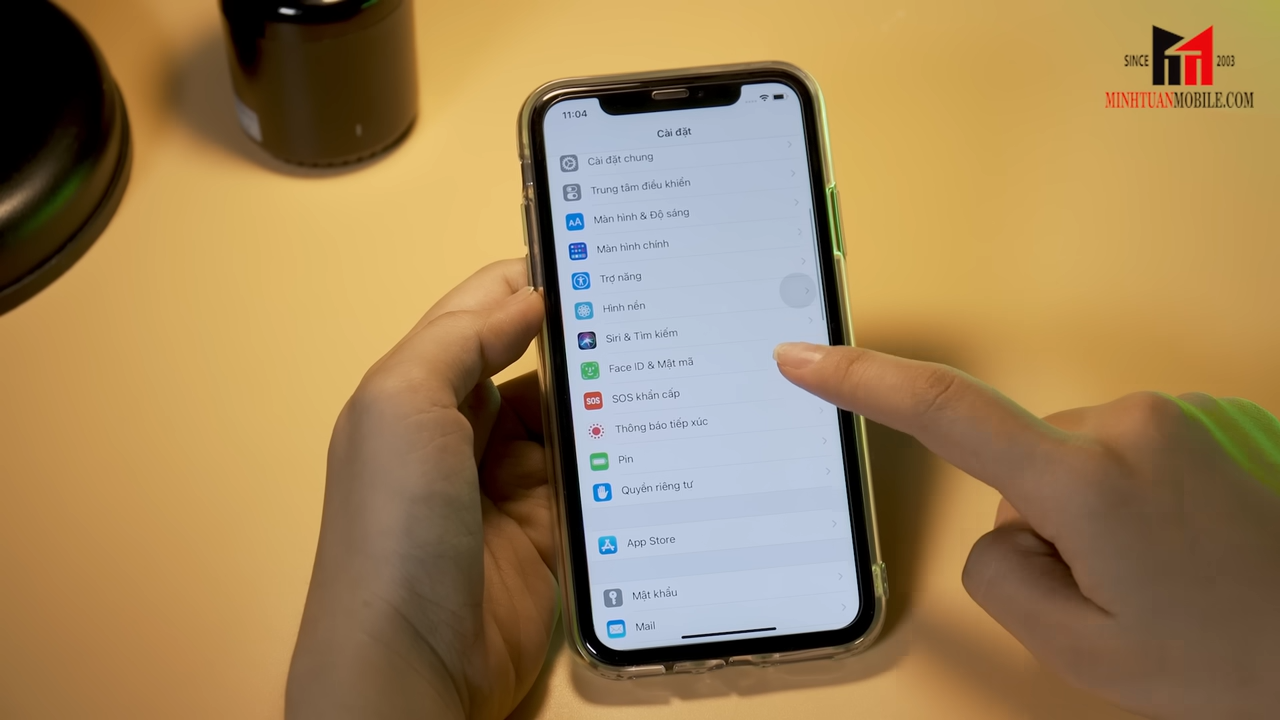 SINCE 2003
MINHTUANMOBILE.COM
11:04
Cài đặt
Cài đặt chung
Trung tâm điều khiển
AA Màn hình & Độ sáng
Màn hình chính
Trợ năng
Hình nền
Siri & Tìm kiếm
Face ID & Mật mã
SOS SOS khẩn cấp
Thông báo tiếp xúc
Pin
Quyền riêng tư
App Store
Mật khẩu
Mail